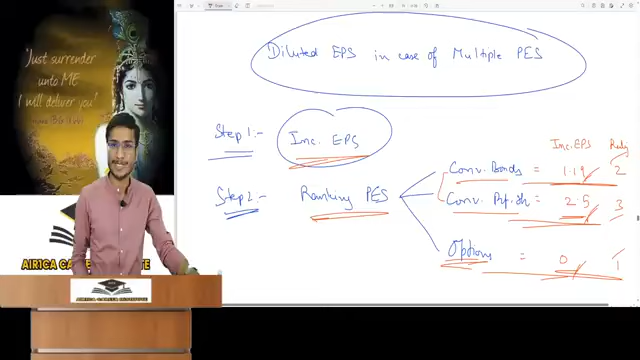 "Just surrender
unto ME
I will deliver you"
Diluted EPS in case of Multiple PES
Step 1:- Inc. EPS
Inc. EPS Rank
Conv. Bonds = 1.19 2
Step 2:- Ranking PES
Conv. Prf. Sh = 2.5 3
Options = 0 1
AIRICA CAREER INSTITUTE
AIRICA CAREER INSTITUTE